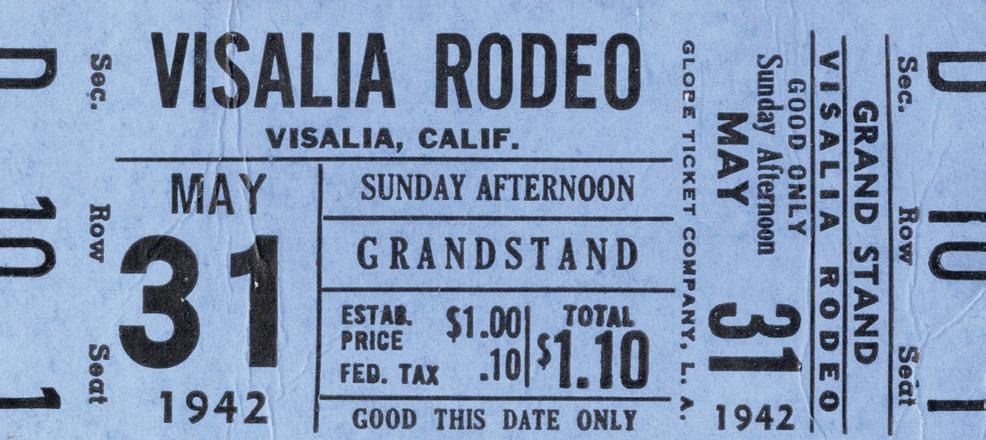 D 10 1
Sec. Row Seat
VISALIA RODEO
VISALIA, CALIF.
MAY
31
1942
SUNDAY AFTERNOON
GRANDSTAND
ESTAB. PRICE $1.00
FED. TAX .10
TOTAL
$1.10
GOOD THIS DATE ONLY
GLOBE TICKET COMPANY, L. A.
MAY 31
1942
Sunday Afternoon
GOOD ONLY
VISALIA RODEO
GRAND STAND
Sec. Row Seat
D 10 1